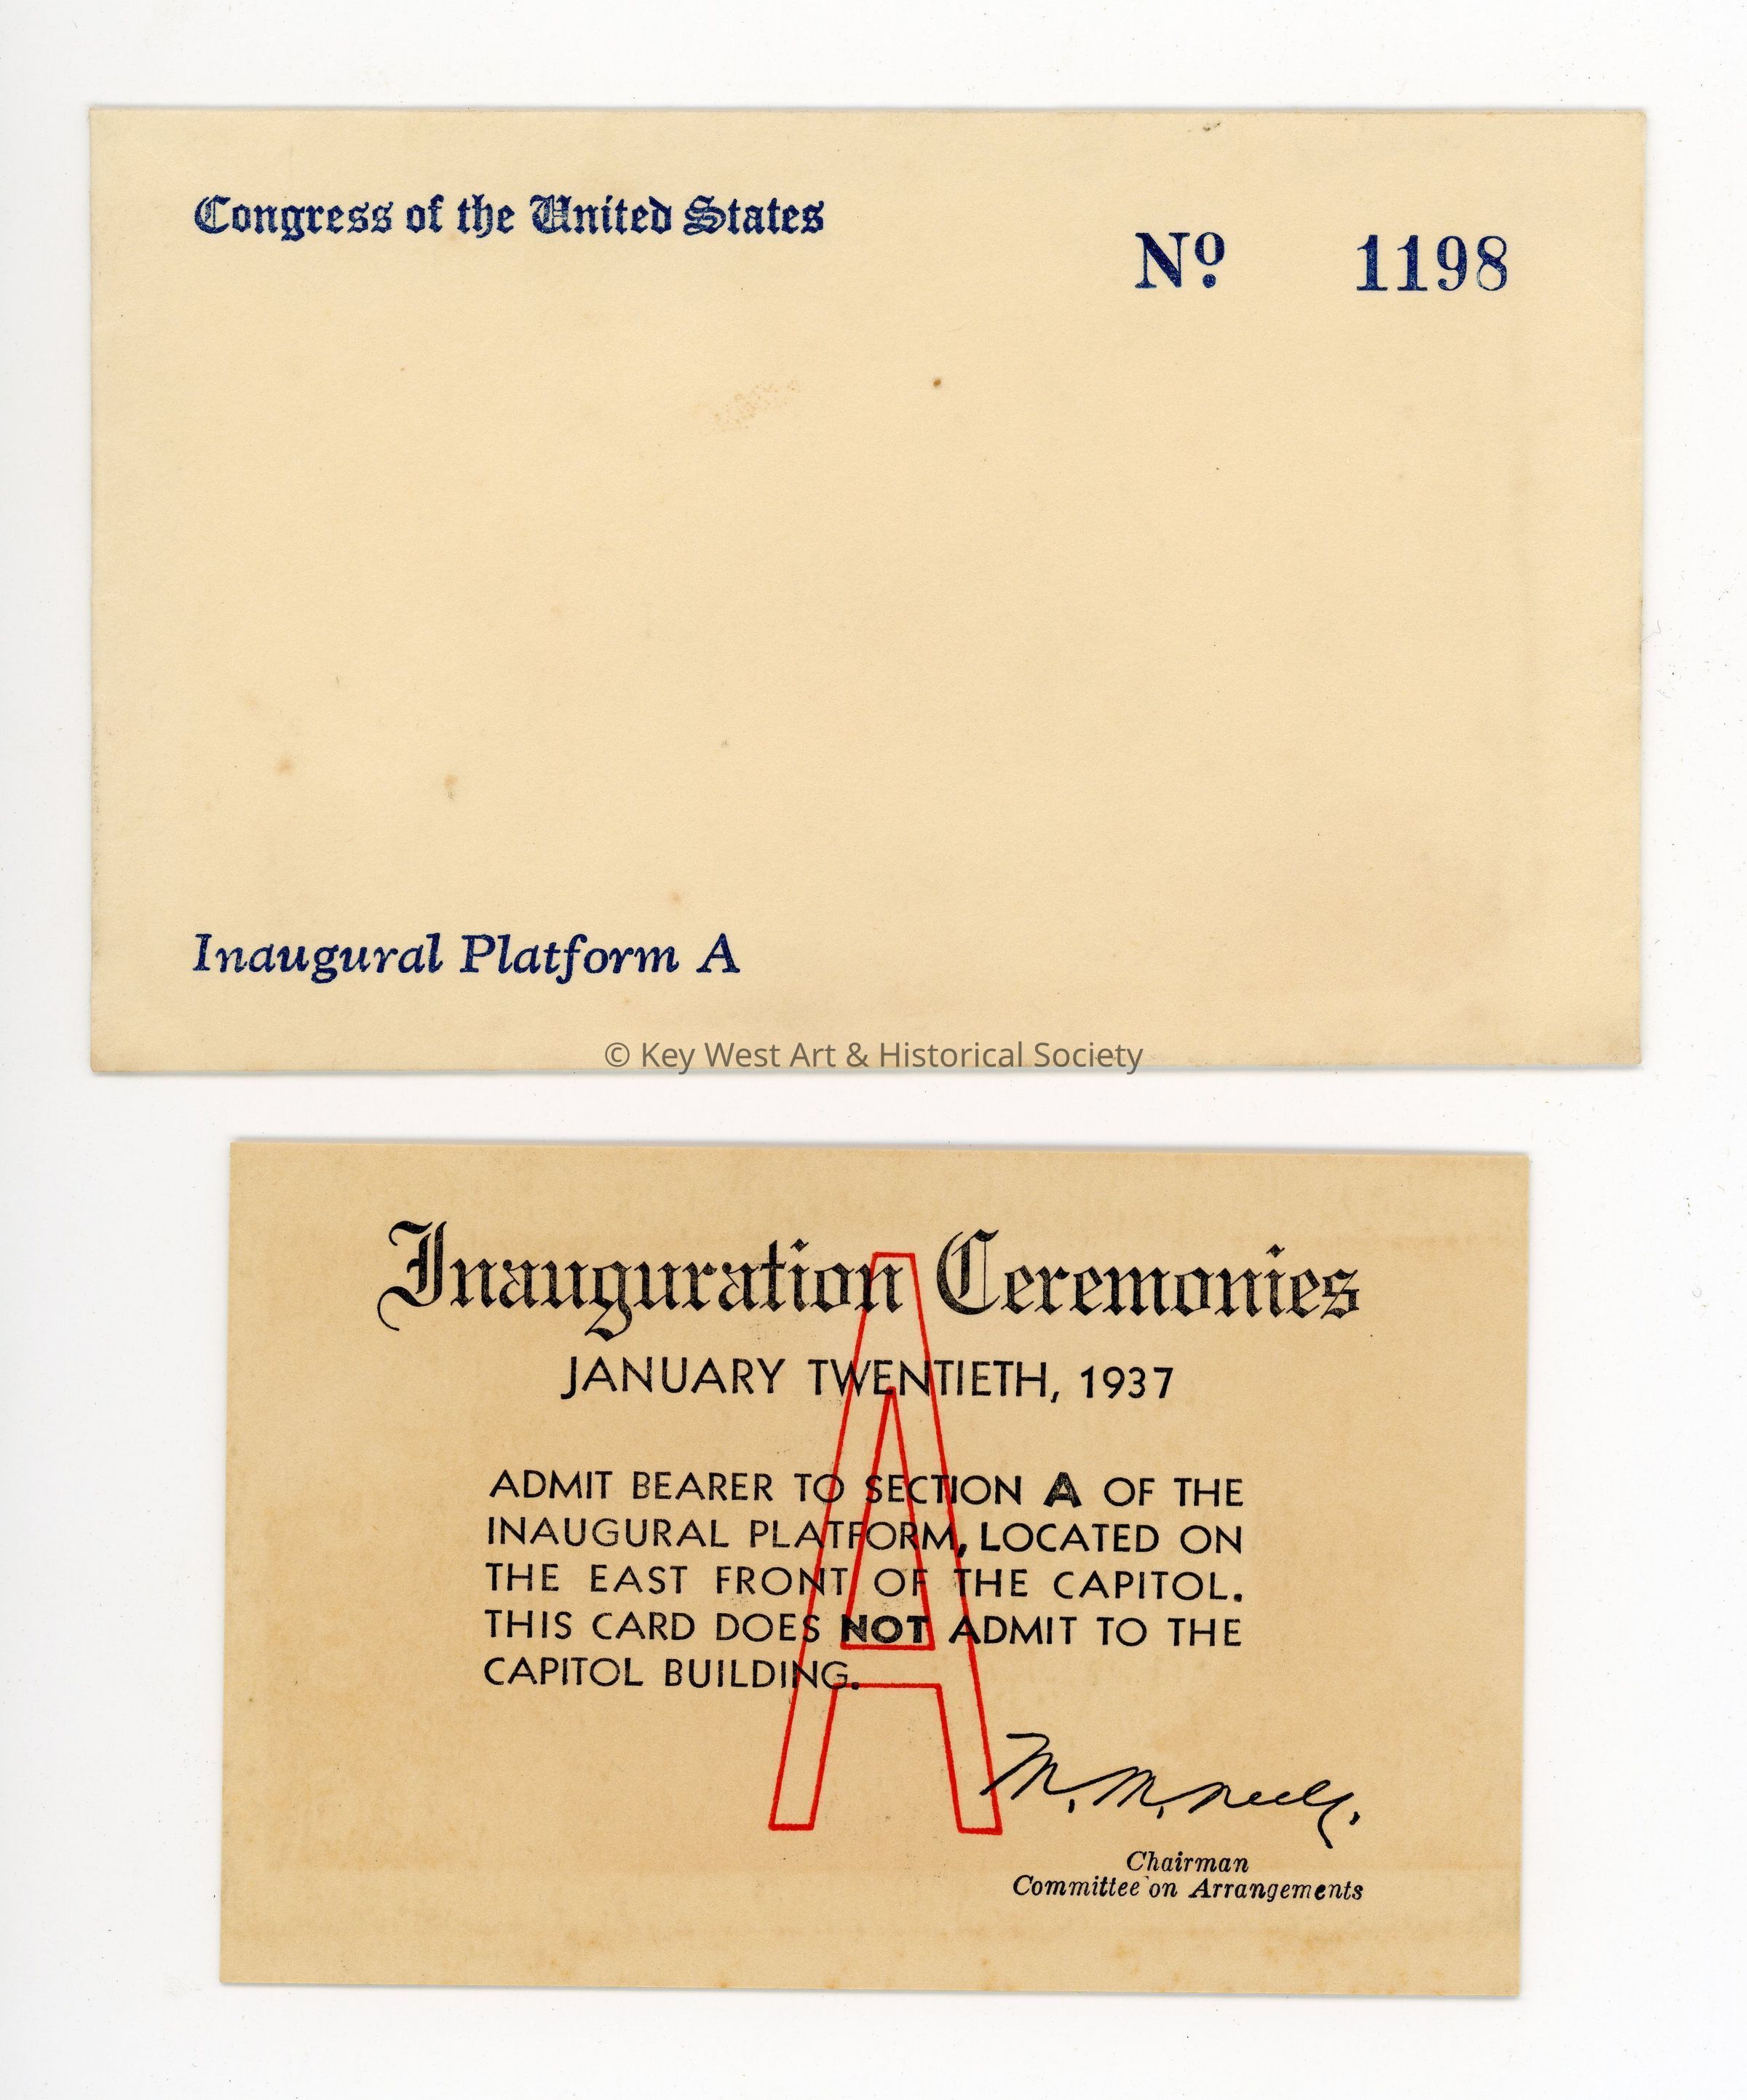 Congress of the United States
Nº 1198
Inaugural Platform A
© Key West Art & Historical Society
Inauguration Ceremonies
JANUARY TWENTIETH, 1937
ADMIT BEARER TO SECTION A OF THE
INAUGURAL PLATFORM, LOCATED ON
THE EAST FRONT OF THE CAPITOL.
THIS CARD DOES NOT ADMIT TO THE
CAPITOL BUILDING.
A
M. M. Neely.
Chairman
Committee on Arrangements